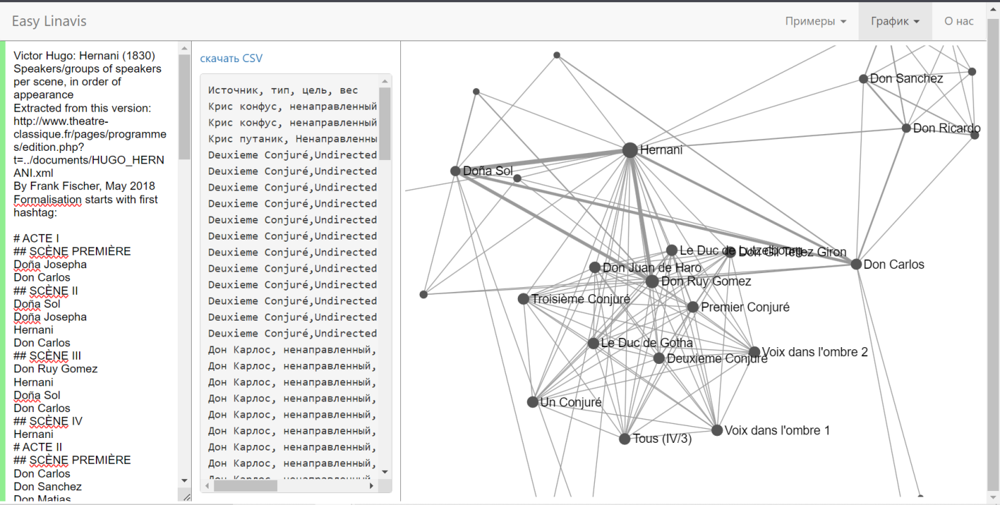 Easy Linavis
Примеры
График
О нас
Victor Hugo: Hernani (1830)
Speakers/groups of speakers
per scene, in order of
appearance
Extracted from this version:
http://www.theatre-
classique.fr/pages/programme
s/edition.php?
t=../documents/HUGO_HERN
ANI.xml
By Frank Fischer, May 2018
Formalisation starts with first
hashtag:
# ACTE I
## SCÈNE PREMIÈRE
Doña Josepha
Don Carlos
## SCÈNE II
Doña Sol
Doña Josepha
Hernani
Don Carlos
## SCÈNE III
Don Ruy Gomez
Hernani
Doña Sol
Don Carlos
## SCÈNE IV
Hernani
# ACTE II
## SCÈNE PREMIÈRE
Don Carlos
Don Sanchez
Don Matias
скачать CSV
Источник, тип, цель, вес
Крис конфус, ненаправленный
Крис конфус, ненаправленный
Крис путаник, Ненаправленны
Deuxieme Conjuré,Undirected
Deuxieme Conjuré,Undirected
Deuxieme Conjuré,Undirected
Deuxieme Conjuré,Undirected
Deuxieme Conjuré,Undirected
Deuxieme Conjuré,Undirected
Deuxieme Conjuré,Undirected
Deuxieme Conjuré,Undirected
Deuxieme Conjuré,Undirected
Deuxieme Conjuré,Undirected
Deuxieme Conjuré,Undirected
Deuxieme Conjuré,Undirected
Дон Карлос, ненаправленный,
Дон Карлос, ненаправленный,
Дон Карлос, ненаправленный,
Дон Карлос, ненаправленный,
Дон Карлос, ненаправленный,
Дон Карлос, ненаправленный,
Дон Карлос, ненаправленный,
Дон Карлос, ненаправленный,
Дон Карлос, ненаправленный,
Don Sanchez
Don Ricardo
Hernani
Doña Sol
Le Duc de Lutzelbourg
Don Gil Tellez Giron
Don Carlos
Don Juan de Haro
Don Ruy Gomez
Troisième Conjuré
Premier Conjuré
Le Duc de Gotha
Voix dans l'ombre 2
Deuxieme Conjuré
Un Conjuré
Voix dans l'ombre 1
Tous (IV/3)